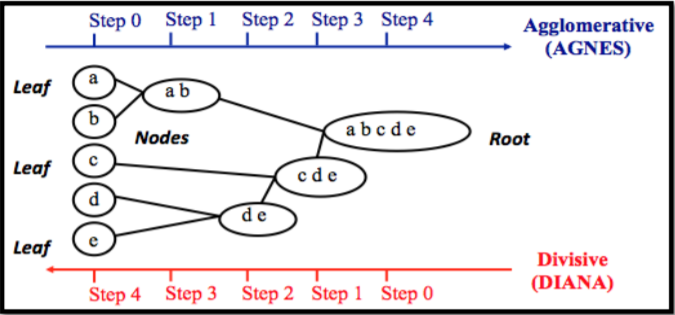 Step 0 Step 1 Step 2 Step 3 Step 4
Agglomerative
(AGNES)
Leaf
a
a b
b
Nodes
a b c d e
Root
Leaf
c
c d e
d
d e
Leaf
e
Divisive
(DIANA)
Step 4 Step 3 Step 2 Step 1 Step 0